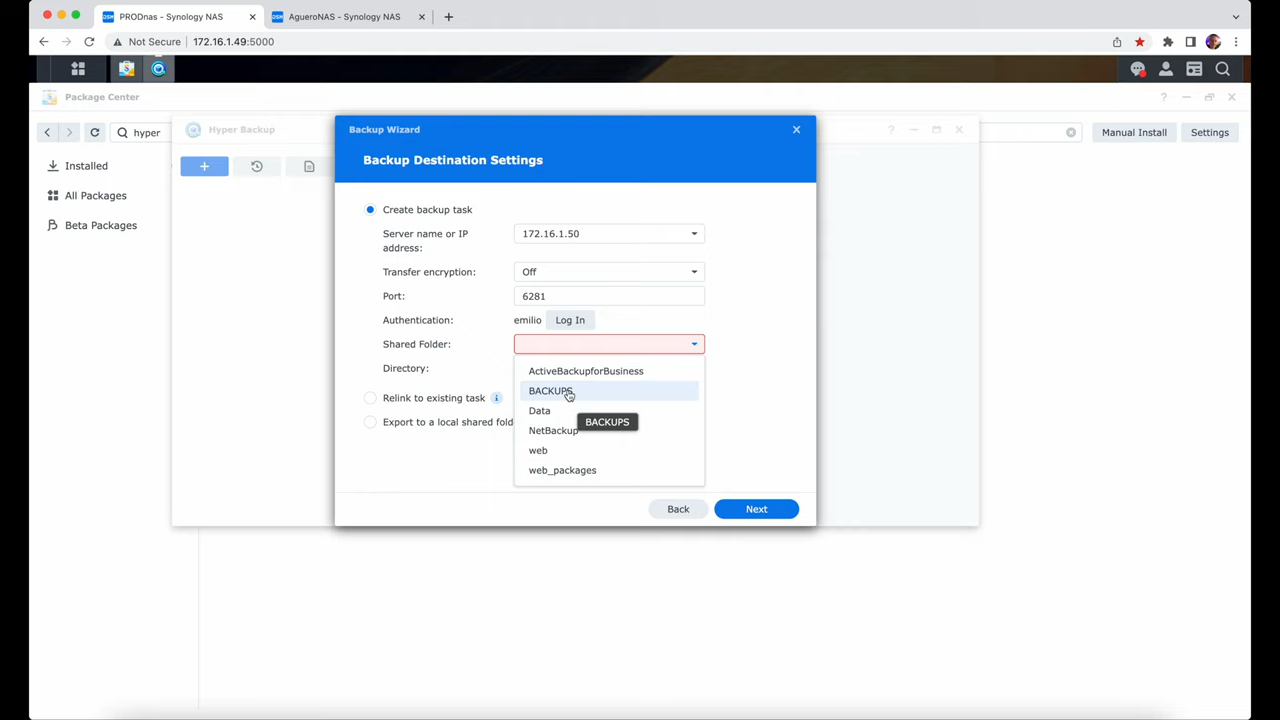 PRODnas - Synology NAS
AgueroNAS - Synology NAS
Not Secure
172.16.1.49:5000
Package Center
hyper
Manual Install
Settings
Installed
All Packages
Beta Packages
Hyper Backup
Backup Wizard
Backup Destination Settings
Create backup task
Server name or IP
address:
172.16.1.50
Transfer encryption:
Off
Port:
6281
Authentication:
emilio
Log In
Shared Folder:
Directory:
ActiveBackupforBusiness
BACKUPS
Data
BACKUPS
NetBackup
web
web_packages
Relink to existing task
Export to a local shared fold
Back
Next